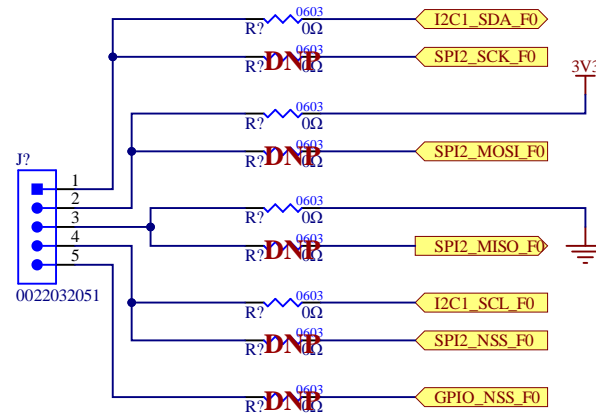 0603
I2C1_SDA_F0
R?
0Ω
0603
SPI2_SCK_F0
R?
DNP
0Ω
3V3
0603
R?
0Ω
0603
SPI2_MOSI_F0
R?
DNP
0Ω
J?
1
2
3
4
5
0022032051
0603
R?
0Ω
0603
SPI2_MISO_F0
R?
DNP
0Ω
0603
I2C1_SCL_F0
R?
0Ω
0603
SPI2_NSS_F0
R?
DNP
0Ω
0603
GPIO_NSS_F0
R?
DNP
0Ω